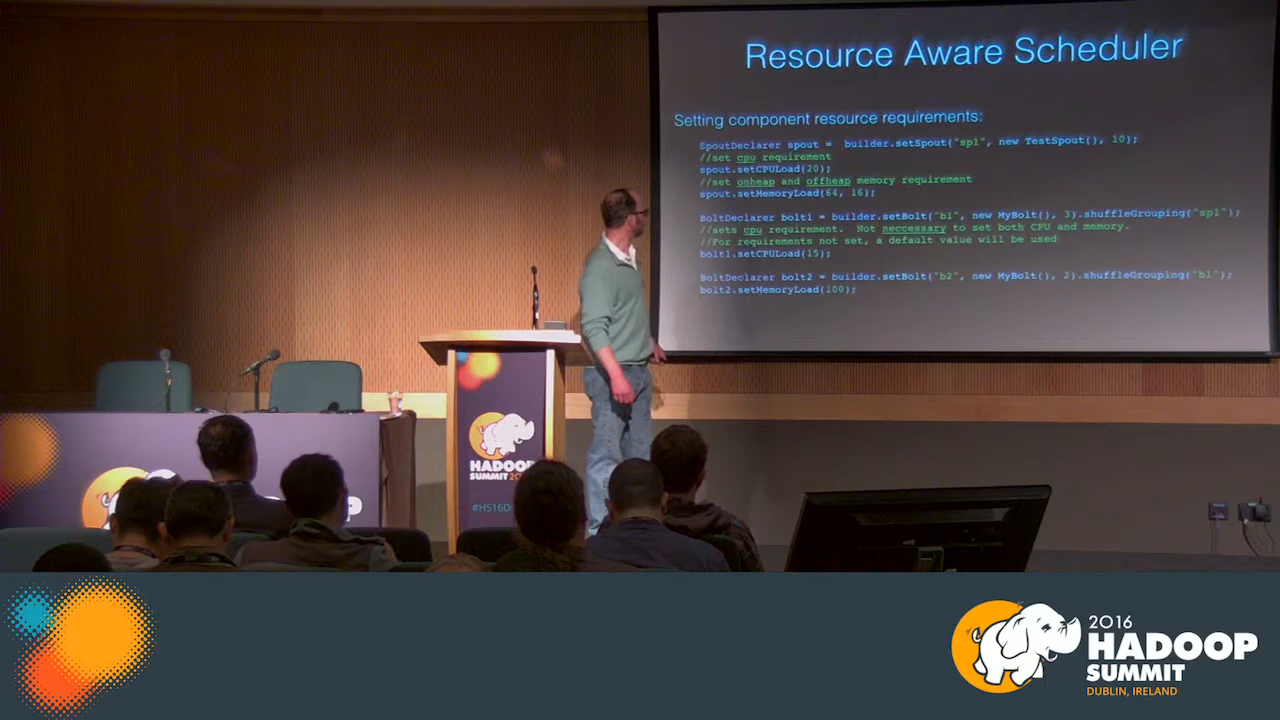 Resource Aware Scheduler
Setting component resource requirements:
SpoutDeclarer spout = builder.setSpout("sp1", new TestSpout(), 10);
//set cpu requirement
spout.setCPULoad(20);
//set onheap and offheap memory requirement
spout.setMemoryLoad(64, 16);
BoltDeclarer bolt1 = builder.setBolt("b1", new MyBolt(), 3).shuffleGrouping("sp1");
//sets cpu requirement. Not neccessary to set both CPU and memory.
//For requirements not set, a default value will be used
bolt1.setCPULoad(15);
BoltDeclarer bolt2 = builder.setBolt("b2", new MyBolt(), 2).shuffleGrouping("b1");
bolt2.setMemoryLoad(100);
HADOOP
SUMMIT
#HS16D
2016
HADOOP
SUMMIT
DUBLIN, IRELAND